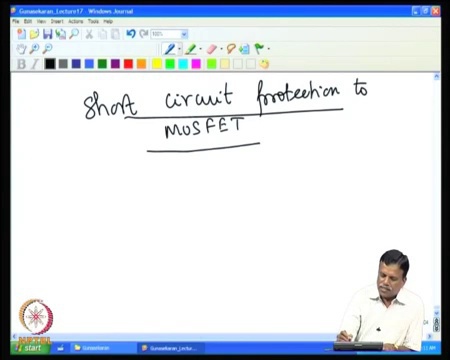 Gunasekaran_Lecture17 - Windows Journal
File Edit View Insert Actions Tools Help
100%
B I
Short circuit protection to
MOSFET
NPTEL
start
Gunasekaran
Gunasekaran_Lectu...